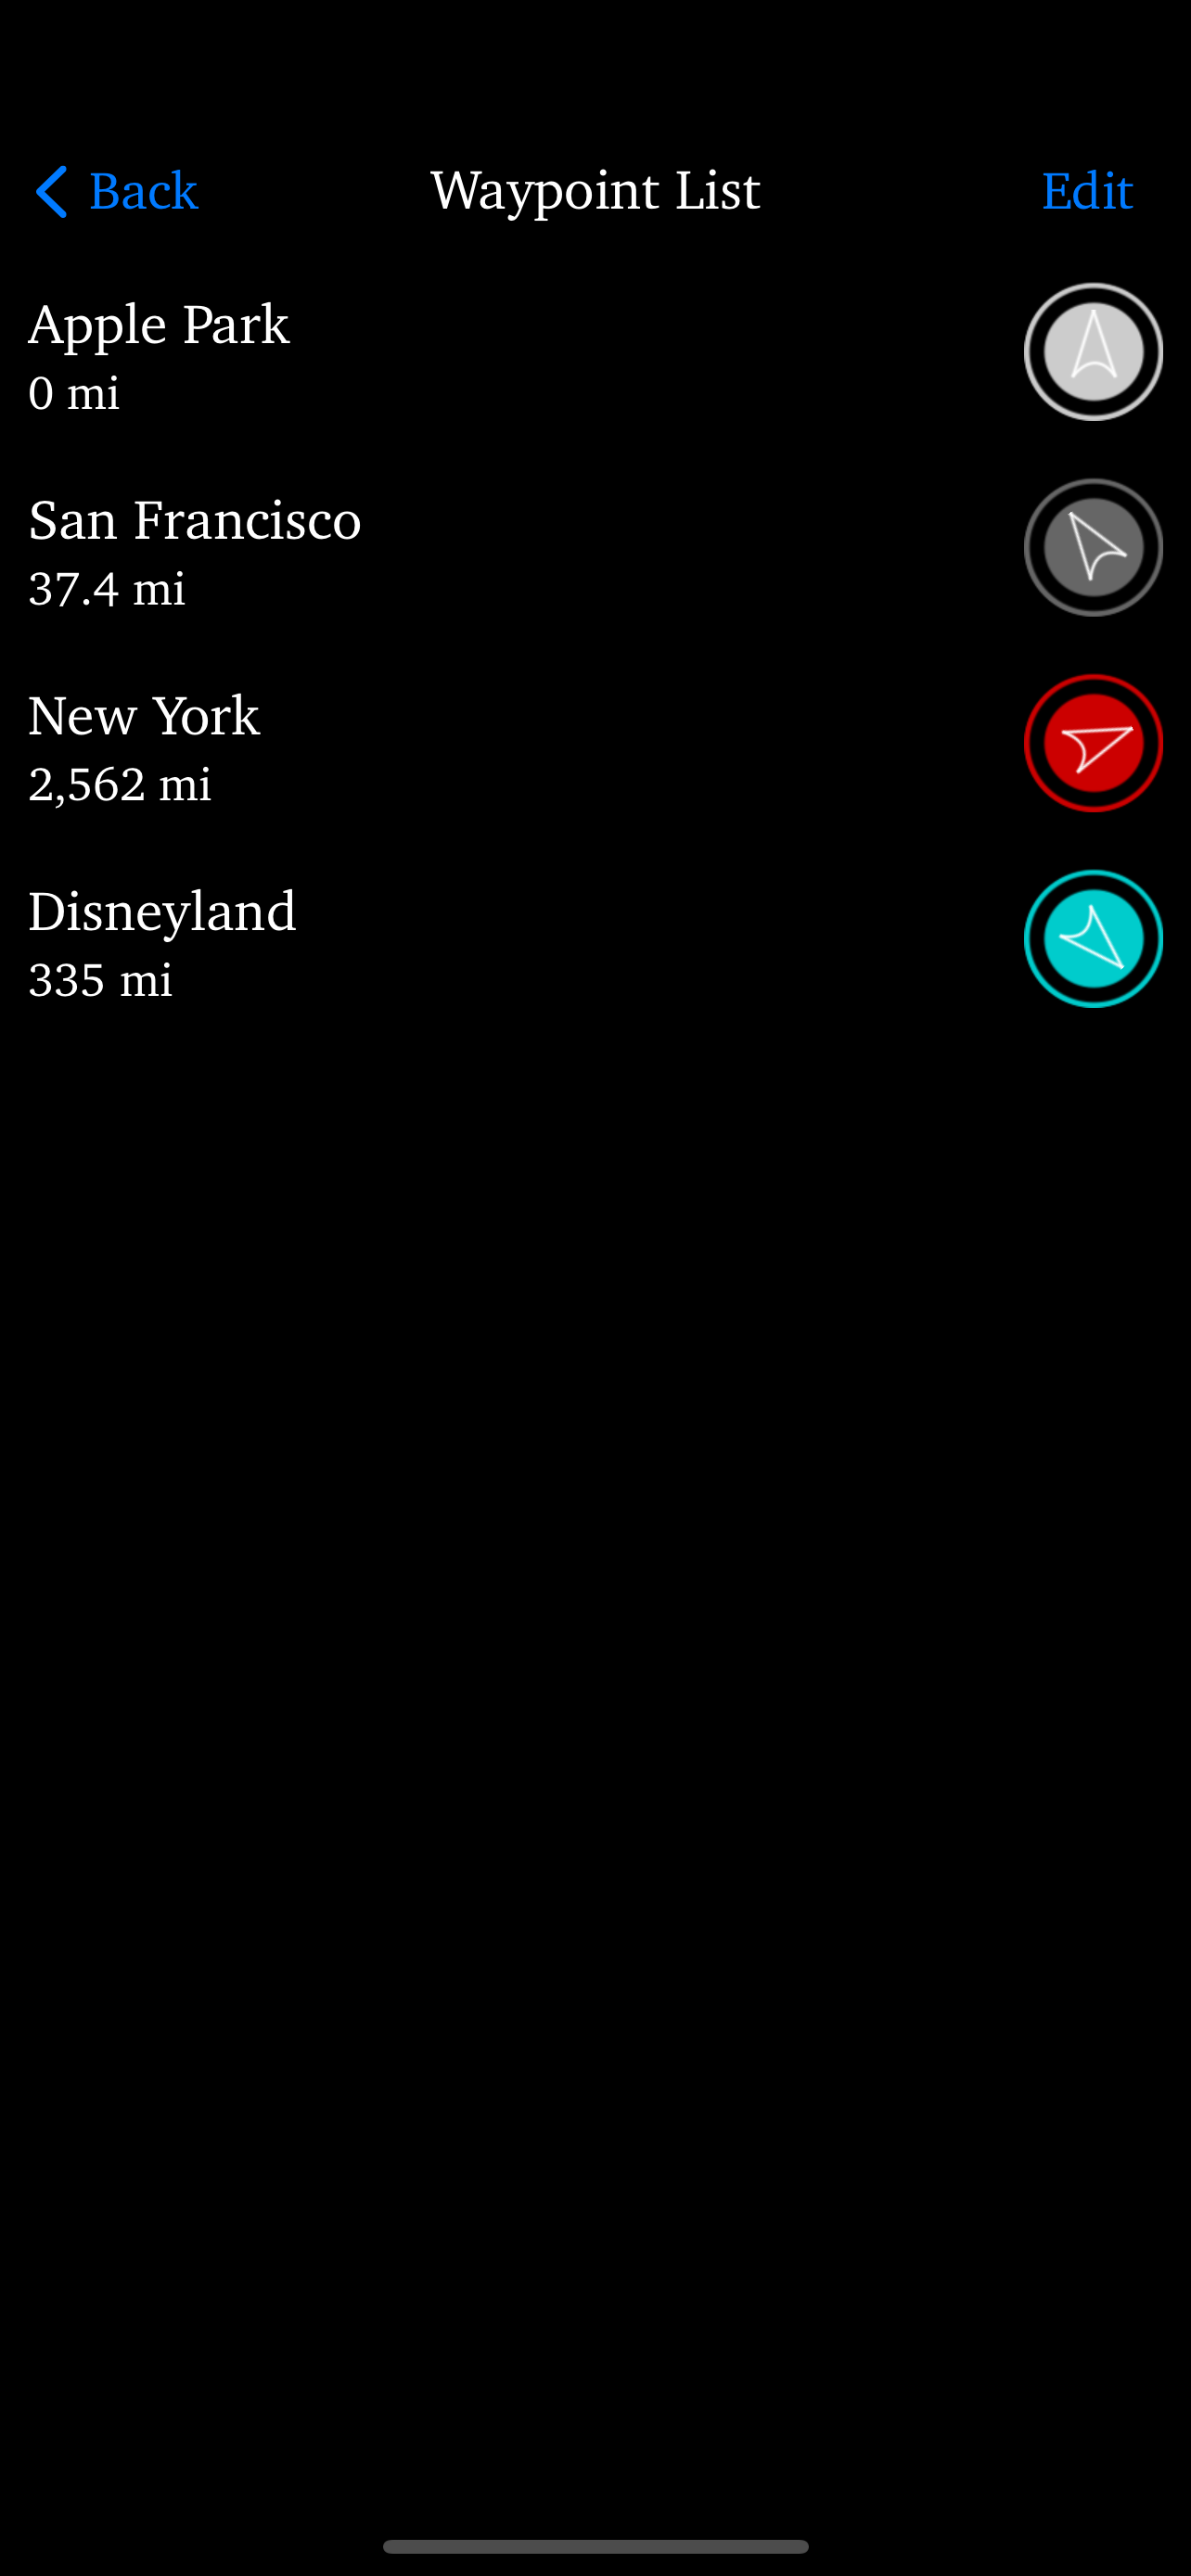 Back
Waypoint List
Edit
Apple Park
0 mi
San Francisco
37.4 mi
New York
2,562 mi
Disneyland
335 mi